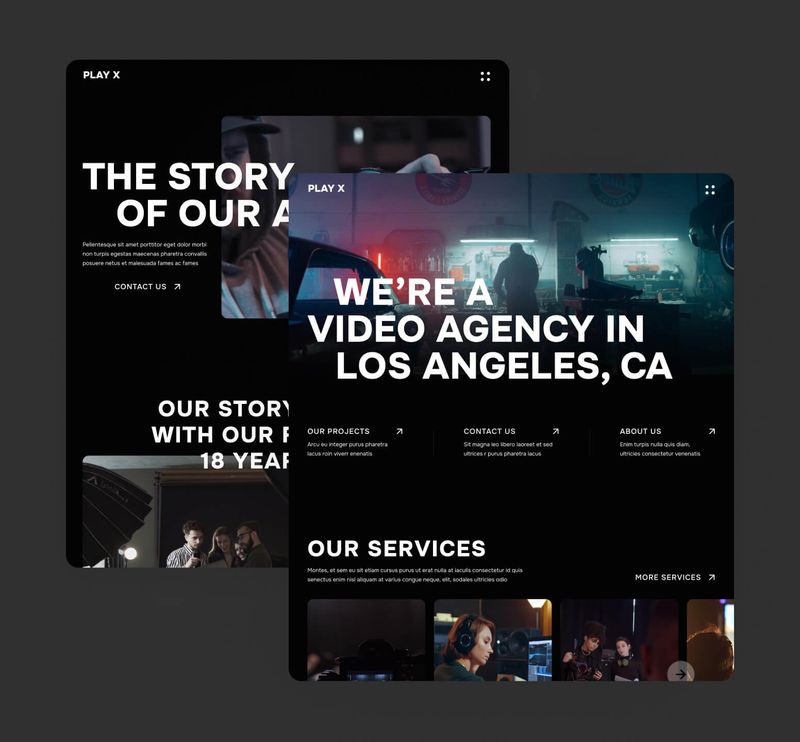 PLAY X
THE STORY
OF OUR A
Pellentesque sit amet porttitor eget dolor morbi
non turpis egestas maecenas pharetra convallis
posuere netus et malesuada fames ac fames
CONTACT US
OUR STORY
WITH OUR F
18 YEAR
PLAY X
WE’RE A
VIDEO AGENCY IN
LOS ANGELES, CA
OUR PROJECTS
Arcu eu integer purus pharetra
lacus roin viverr enenatis
CONTACT US
Sit magna leo libero laoreet et sed
ultrices r purus pharetra lacus
ABOUT US
Enim turpis nulla quis diam,
ultricies consectetur venenatis
OUR SERVICES
Montes, et sem eu sit etiam cursus purus ut erat nulla at iaculis consectetur id quis
senectus enim nisl aliquam at varius congue neque, elit, sodales ultricies odio
MORE SERVICES